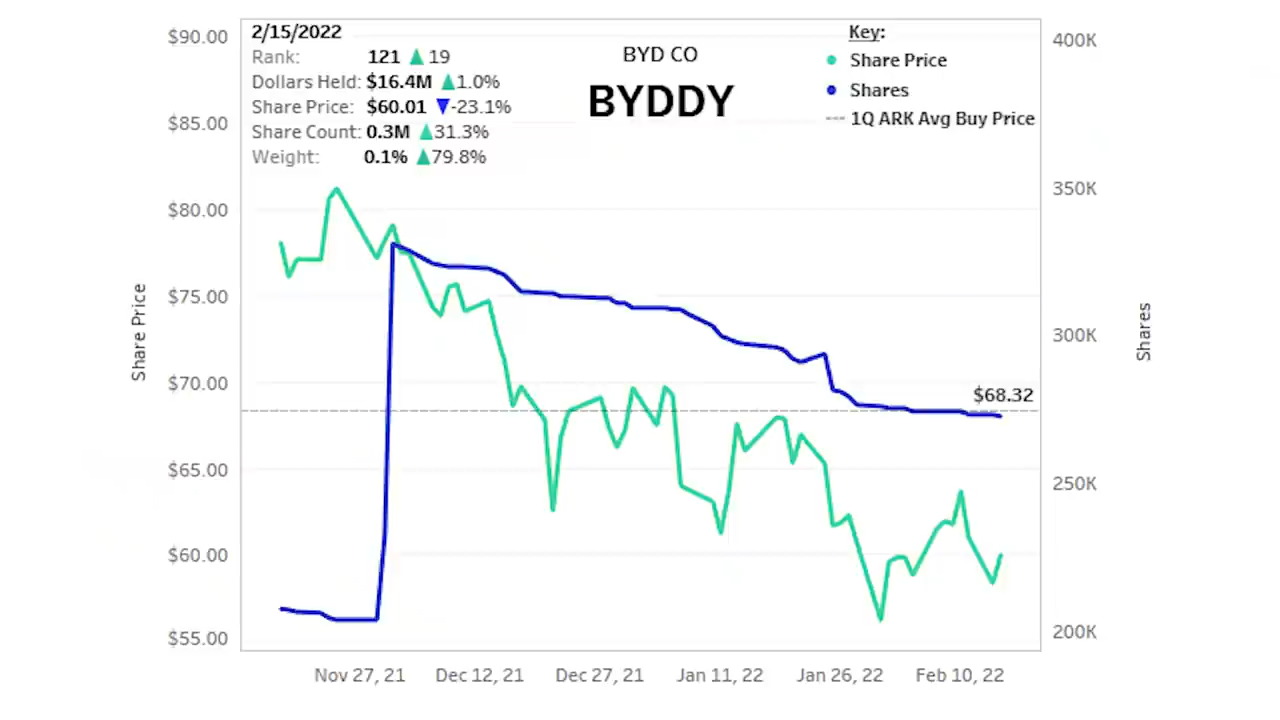 2/15/2022
Rank: 121 ▲ 19
Dollars Held: $16.4M ▲1.0%
Share Price: $60.01 ▼-23.1%
Share Count: 0.3M ▲31.3%
Weight: 0.1% ▲79.8%
BYD CO
BYDDY
Key:
Share Price
Shares
1Q ARK Avg Buy Price
$90.00
$85.00
$80.00
$75.00
$70.00
$65.00
$60.00
$55.00
Share Price
$68.32
400K
350K
300K
250K
200K
Shares
Nov 27, 21
Dec 12, 21
Dec 27, 21
Jan 11, 22
Jan 26, 22
Feb 10, 22